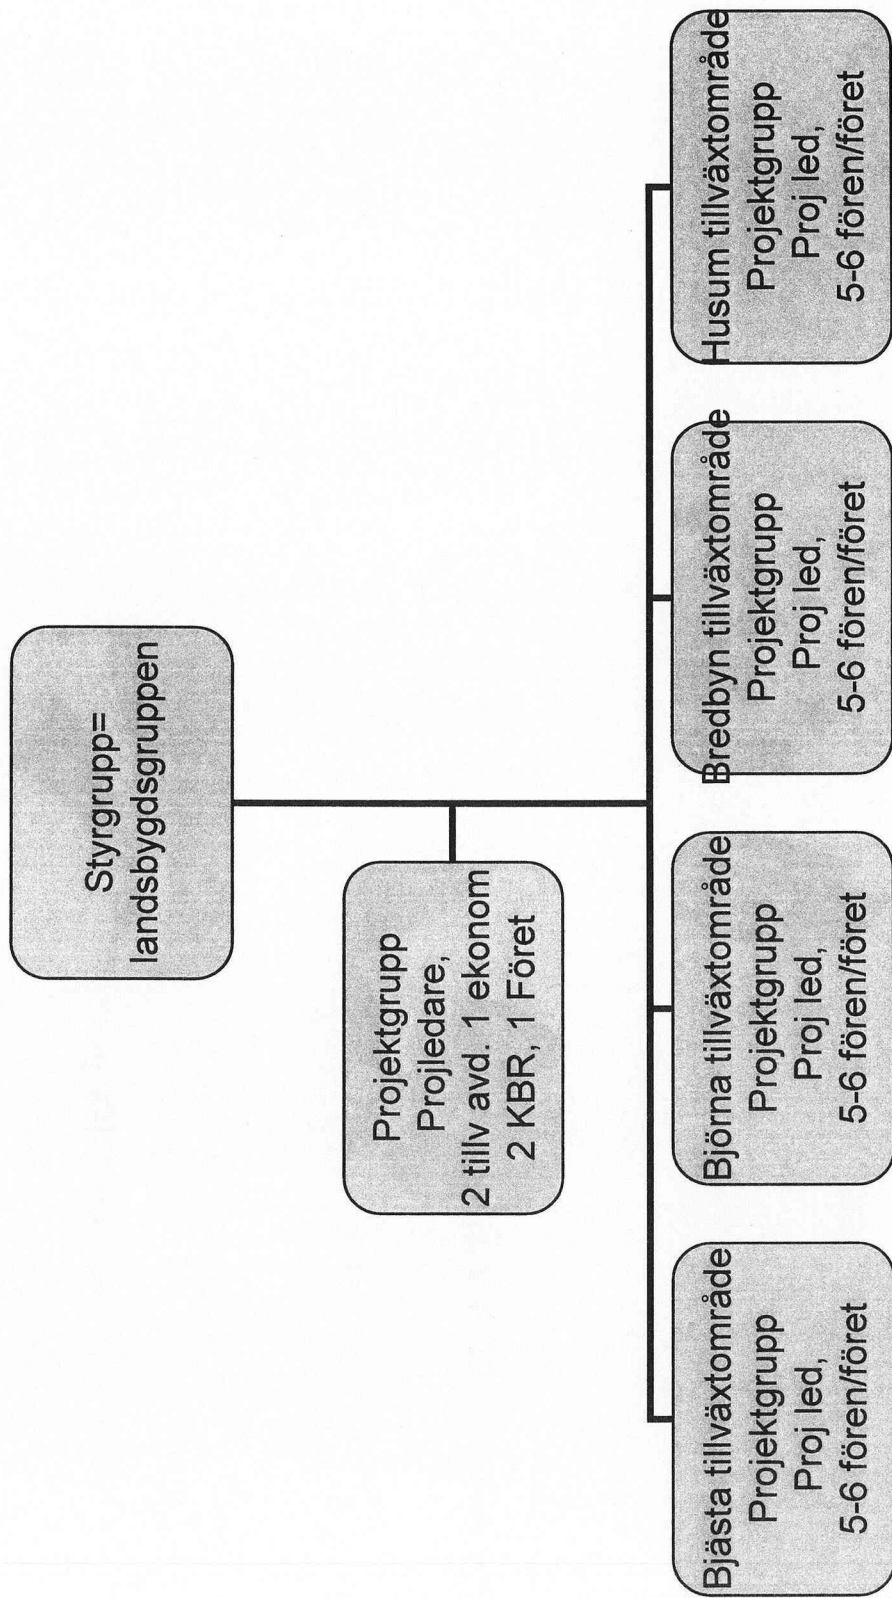 Styrgrupp=
landsbygdsgruppen
Projektgrupp
Projledare,
2 tillv avd. 1 ekonom
2 KBR, 1 Föret
Bjästa tillväxtområde
Projektgrupp
Proj led,
5-6 fören/föret
Björna tillväxtområde
Projektgrupp
Proj led,
5-6 fören/föret
Bredbyn tillväxtområde
Projektgrupp
Proj led,
5-6 fören/föret
Husum tillväxtområde
Projektgrupp
Proj led,
5-6 fören/föret